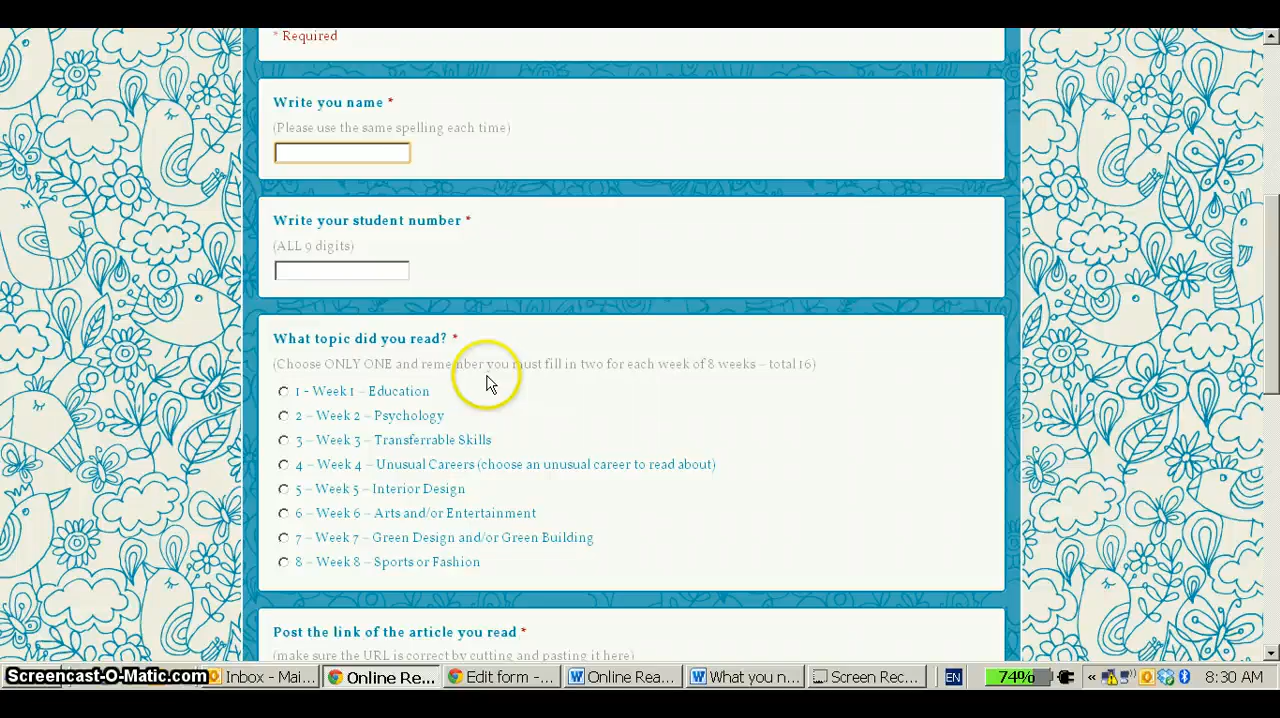 * Required
Write you name *
(Please use the same spelling each time)
Write your student number *
(ALL 9 digits)
What topic did you read? *
(Choose ONLY ONE and remember you must fill in two for each week of 8 weeks – total 16)
1 - Week 1 – Education
2 – Week 2 – Psychology
3 – Week 3 – Transferrable Skills
4 – Week 4 – Unusual Careers (choose an unusual career to read about)
5 – Week 5 – Interior Design
6 – Week 6 – Arts and/or Entertainment
7 – Week 7 – Green Design and/or Green Building
8 – Week 8 – Sports or Fashion
Post the link of the article you read *
(make sure the URL is correct by cutting and pasting it here)
Screencast-O-Matic.com Inbox - Ma... Online Re... Edit form - ... Online Rea... What you n... Screen Rec... EN 74% « 8:30 AM